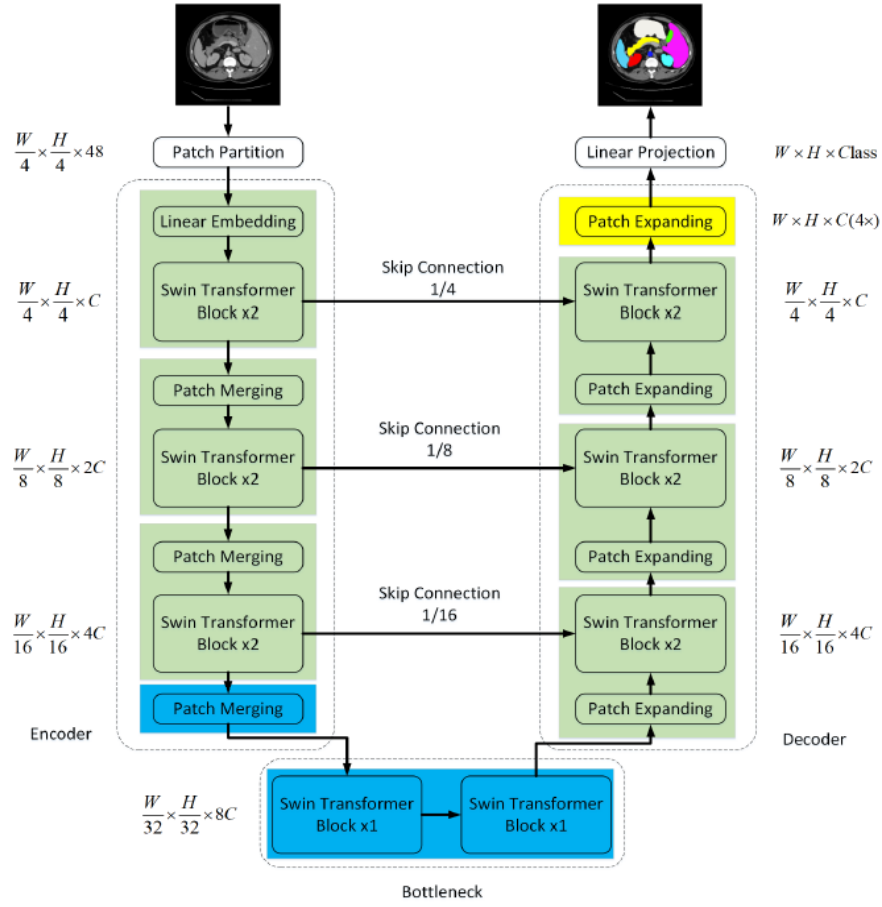 W/4 × H/4 × 48
Patch Partition
Linear Projection
W × H × Class
Linear Embedding
Patch Expanding
W × H × C(4×)
W/4 × H/4 × C
Swin Transformer
Block x2
Skip Connection
1/4
Swin Transformer
Block x2
W/4 × H/4 × C
Patch Merging
Patch Expanding
W/8 × H/8 × 2C
Swin Transformer
Block x2
Skip Connection
1/8
Swin Transformer
Block x2
W/8 × H/8 × 2C
Patch Merging
Patch Expanding
W/16 × H/16 × 4C
Swin Transformer
Block x2
Skip Connection
1/16
Swin Transformer
Block x2
W/16 × H/16 × 4C
Patch Merging
Patch Expanding
Encoder
Decoder
W/32 × H/32 × 8C
Swin Transformer
Block x1
Swin Transformer
Block x1
Bottleneck